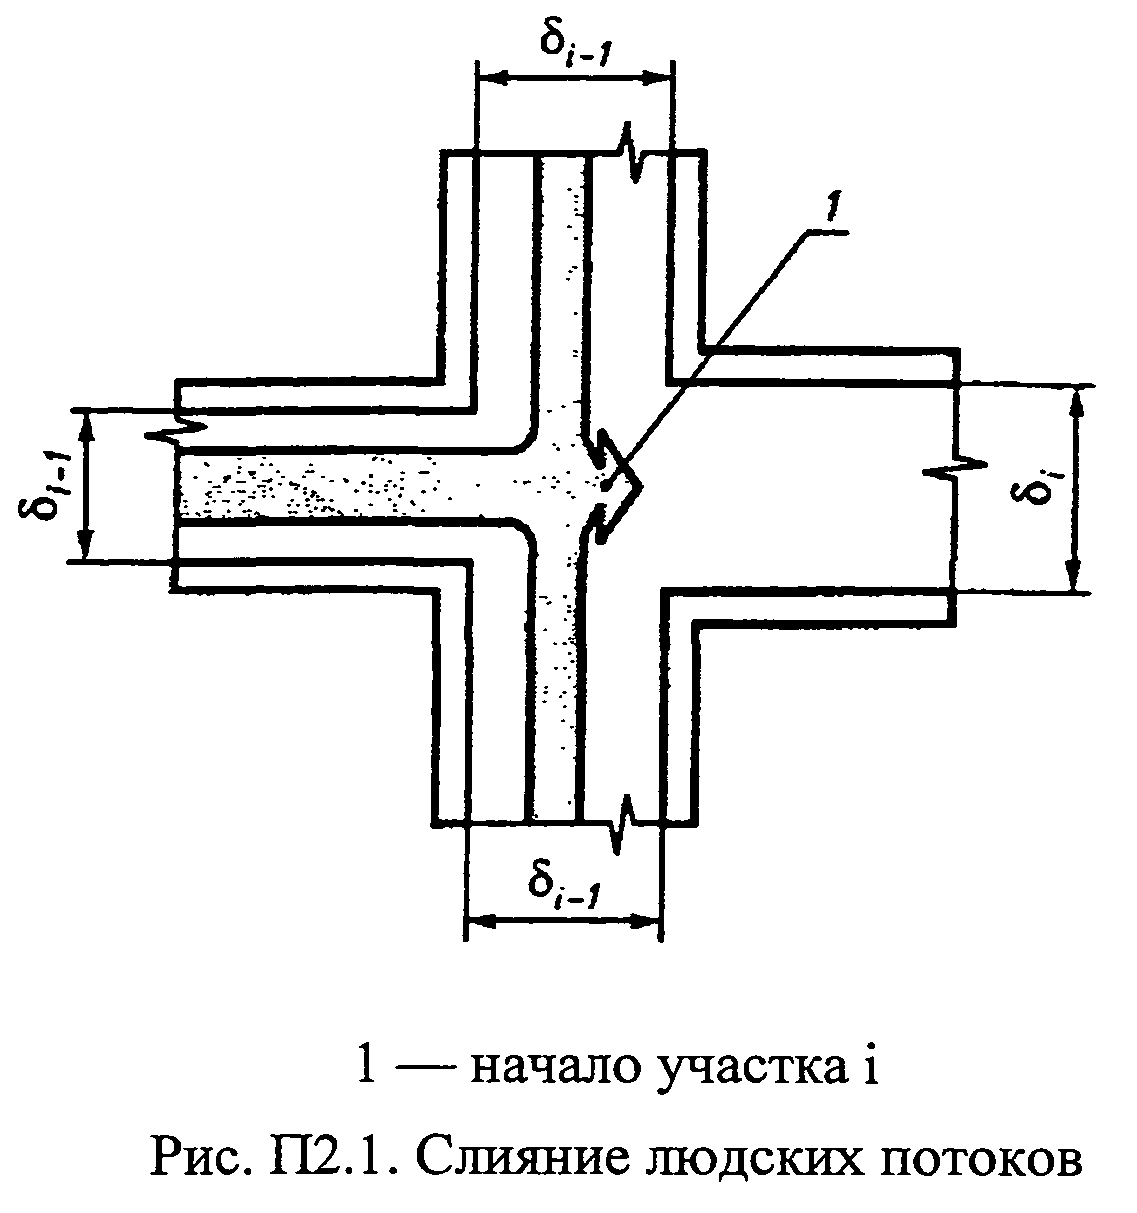 δi–1
1
δi–1
δi
δi–1
1 — начало участка i
Рис. П2.1. Слияние людских потоков